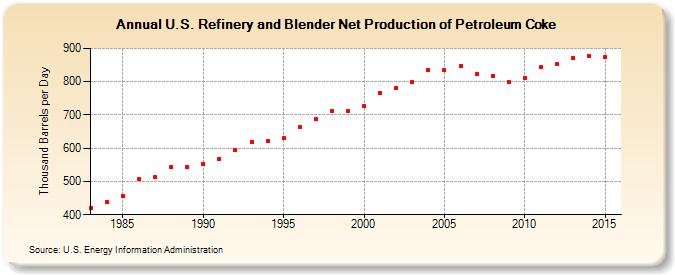 Annual U.S. Refinery and Blender Net Production of Petroleum Coke
Thousand Barrels per Day
900
800
700
600
500
400
1985 1990 1995 2000 2005 2010 2015
Source: U.S. Energy Information Administration